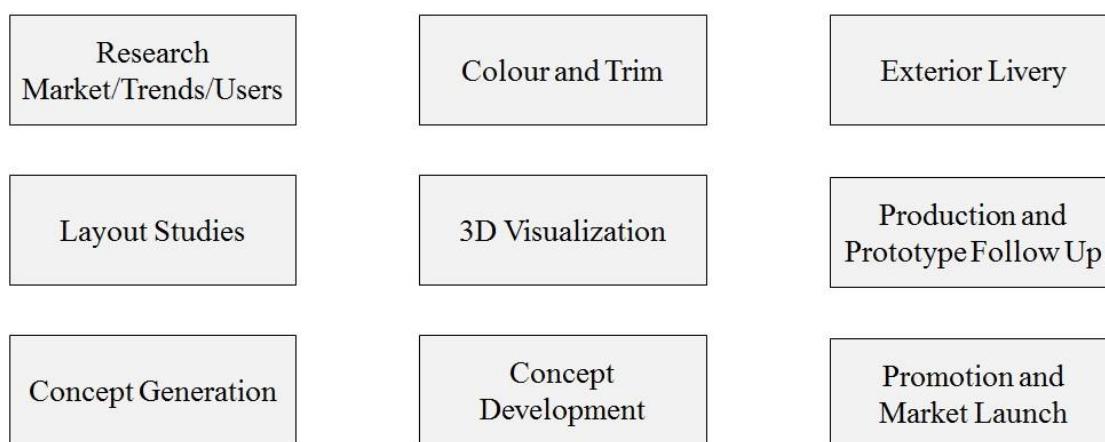 Research
Market/Trends/Users
Colour and Trim
Exterior Livery
Layout Studies
3D Visualization
Production and
Prototype Follow Up
Concept Generation
Concept
Development
Promotion and
Market Launch